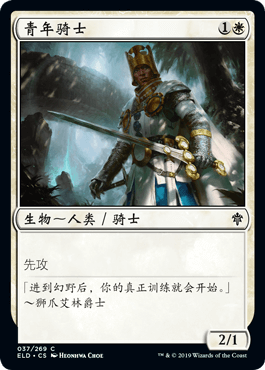 青年骑士 1
生物～人类 / 骑士
先攻
「进到幻野后，你的真正训练就会开始。」
～狮爪艾林爵士
2/1
037/269 C
ELD • CS HEONHWA CHOE
™ & © 2019 Wizards of the Coast